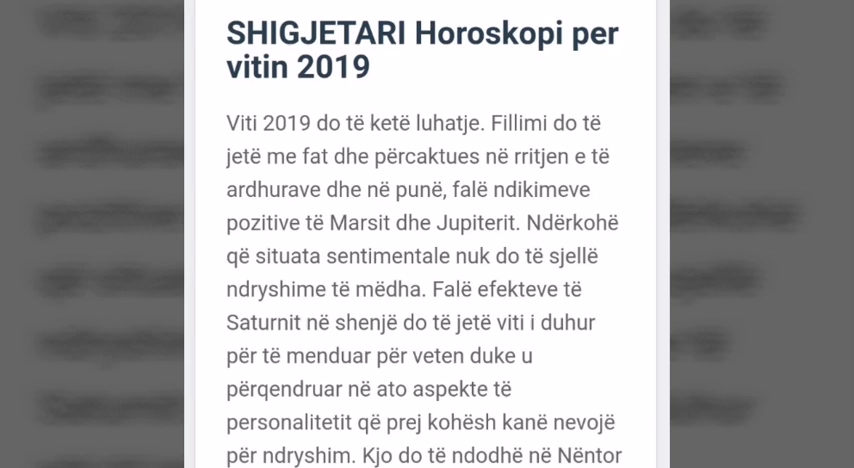 SHIGJETARI Horoskopi per
vitin 2019
Viti 2019 do të ketë luhatje. Fillimi do të
jetë me fat dhe përcaktues në rritjen e të
ardhurave dhe në punë, falë ndikimeve
pozitive të Marsit dhe Jupiterit. Ndërkohë
që situata sentimentale nuk do të sjellë
ndryshime të mëdha. Falë efekteve të
Saturnit në shenjë do të jetë viti i duhur
për të menduar për veten duke u
përqendruar në ato aspekte të
personalitetit që prej kohësh kanë nevojë
për ndryshim. Kjo do të ndodhë në Nëntor